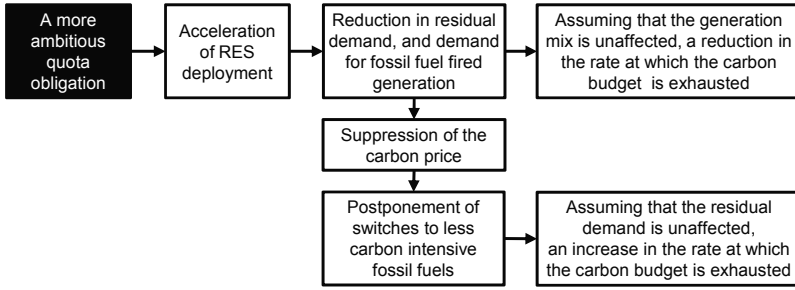 A more
ambitious
quota
obligation
Acceleration
of RES
deployment
Reduction in residual
demand, and demand
for fossil fuel fired
generation
Assuming that the generation
mix is unaffected, a reduction in
the rate at which the carbon
budget  is exhausted
Suppression of the
carbon price
Postponement of
switches to less
carbon intensive
fossil fuels
Assuming that the residual
demand is unaffected,
an increase in the rate at which
the carbon budget is exhausted